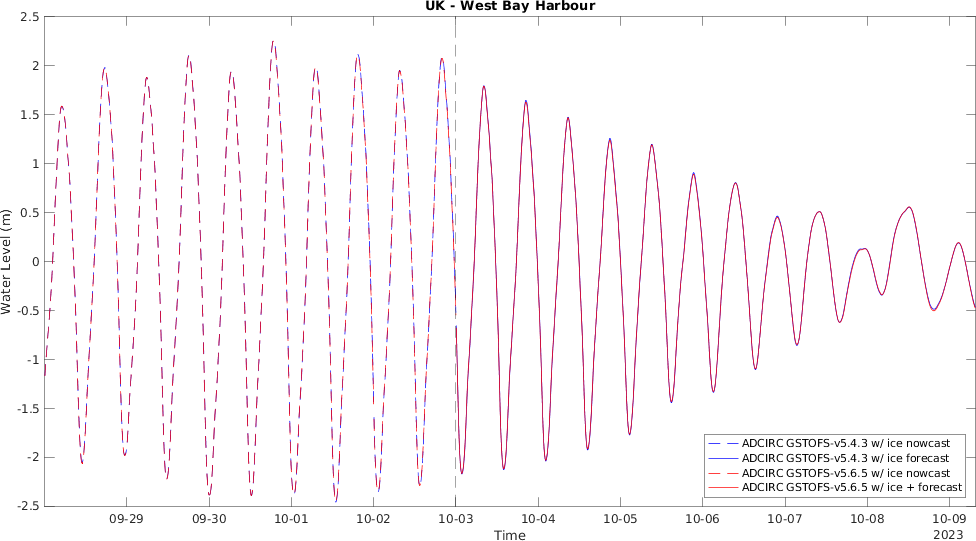 UK - West Bay Harbour
2.5
2
1.5
1
0.5
0
-0.5
-1
-1.5
-2
-2.5
Water Level (m)
ADCIRC GSTOFS-v5.4.3 w/ ice nowcast
ADCIRC GSTOFS-v5.4.3 w/ ice forecast
ADCIRC GSTOFS-v5.6.5 w/ ice nowcast
ADCIRC GSTOFS-v5.6.5 w/ ice + forecast
09-29 09-30 10-01 10-02 10-03 10-04 10-05 10-06 10-07 10-08 10-09
Time
2023